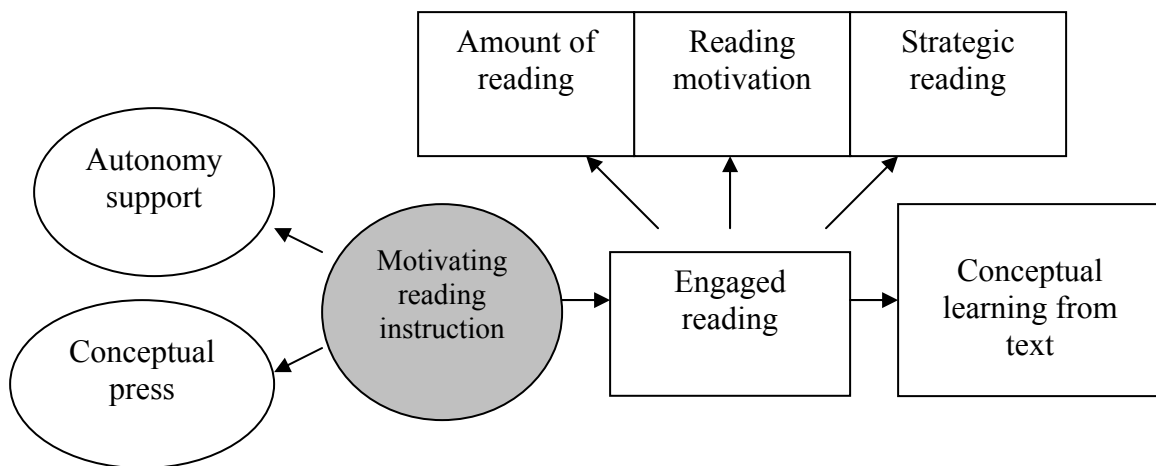 Amount of
reading
Reading
motivation
Strategic
reading
Autonomy
support
Motivating
reading
instruction
Engaged
reading
Conceptual
learning from
text
Conceptual
press